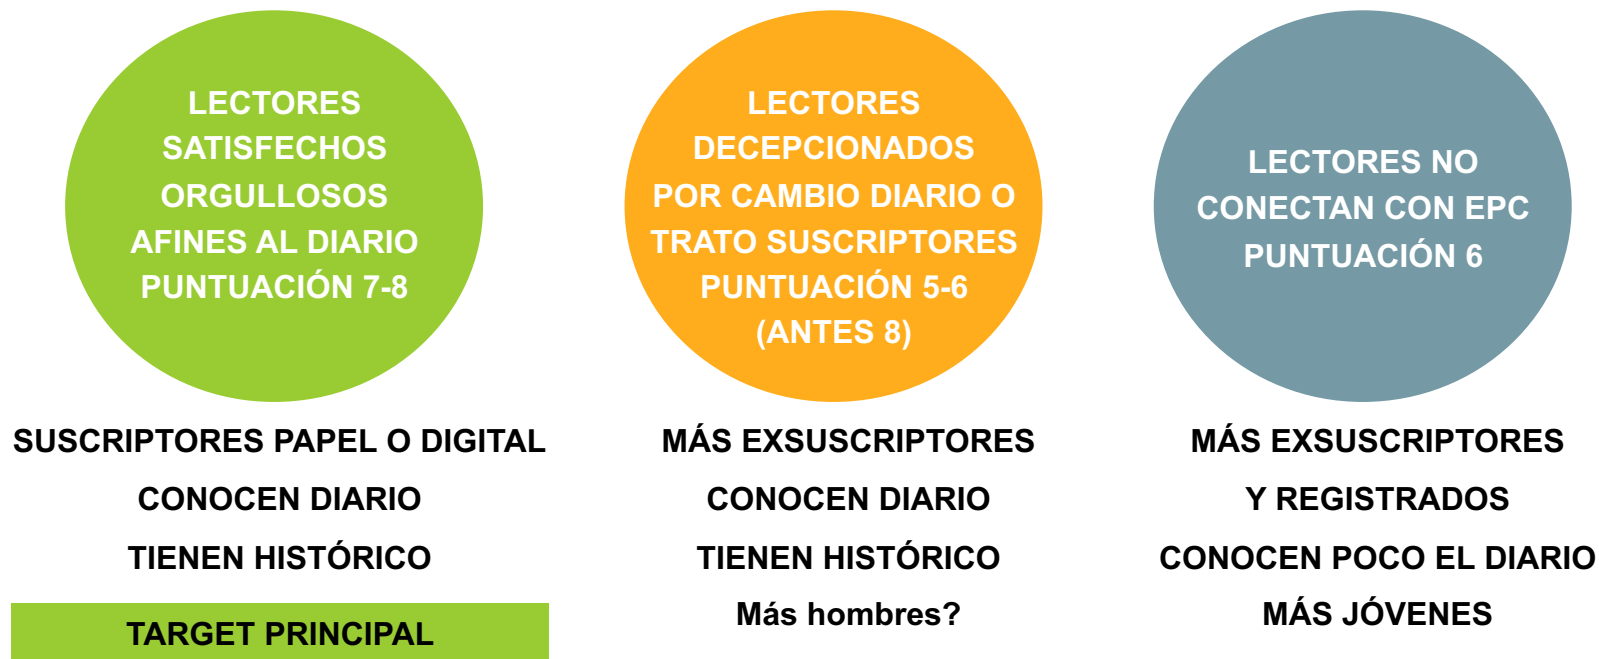 LECTORES
SATISFECHOS
ORGULLOSOS
AFINES AL DIARIO
PUNTUACIÓN 7-8
SUSCRIPTORES PAPEL O DIGITAL
CONOCEN DIARIO
TIENEN HISTÓRICO
TARGET PRINCIPAL
LECTORES
DECEPCIONADOS
POR CAMBIO DIARIO O
TRATO SUSCRIPTORES
PUNTUACIÓN 5-6
(ANTES 8)
MÁS EXSUSCRIPTORES
CONOCEN DIARIO
TIENEN HISTÓRICO
Más hombres?
LECTORES NO
CONECTAN CON EPC
PUNTUACIÓN 6
MÁS EXSUSCRIPTORES
Y REGISTRADOS
CONOCEN POCO EL DIARIO
MÁS JÓVENES